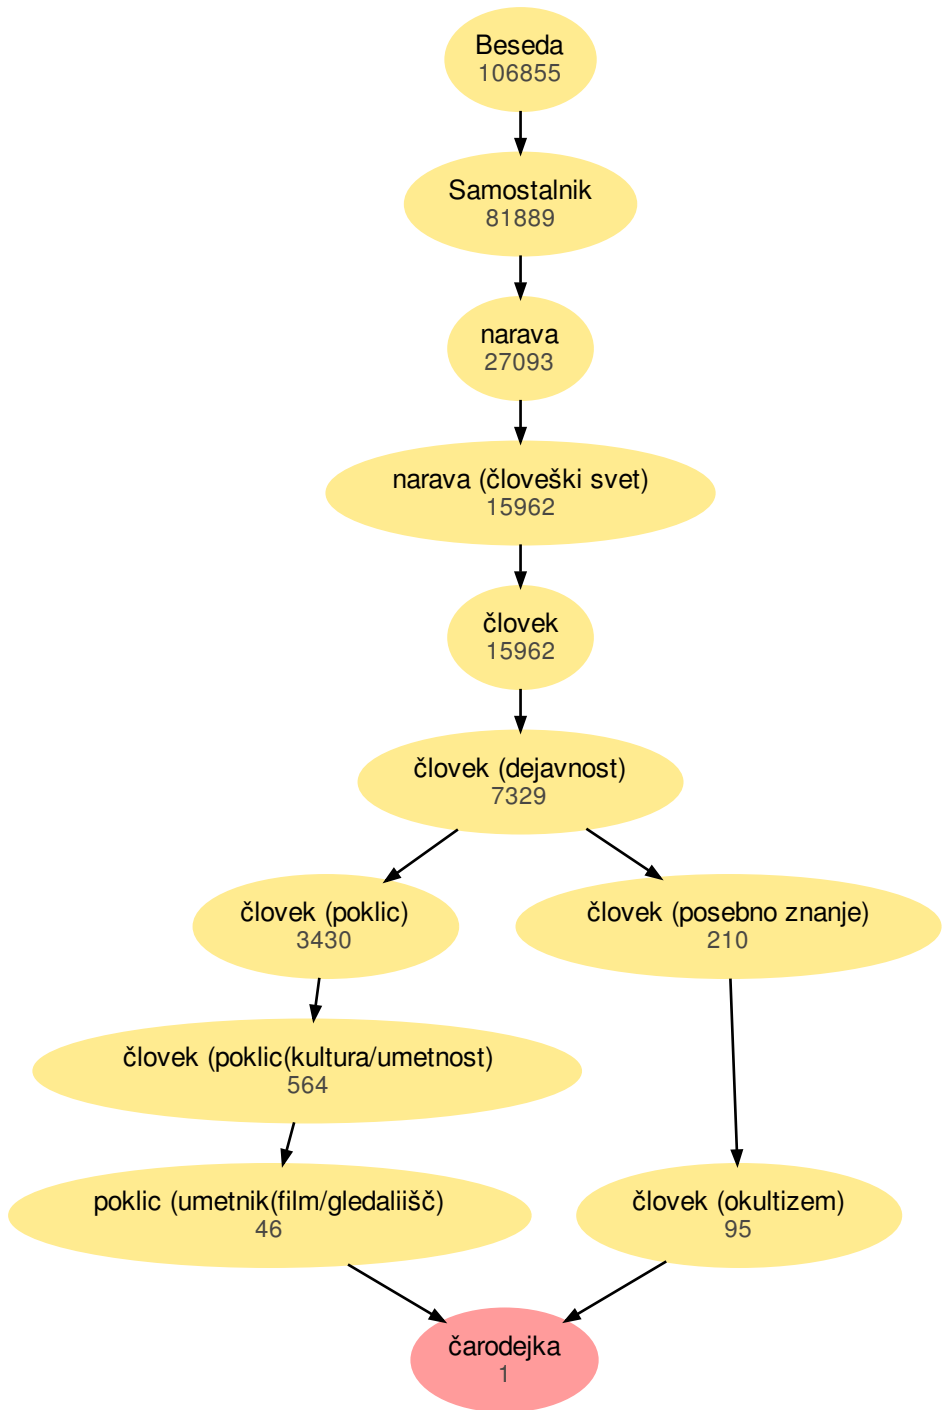 Beseda
106855
Samostalnik
81889
narava
27093
narava (človeški svet)
15962
človek
15962
človek (dejavnost)
7329
človek (poklic)
3430
človek (posebno znanje)
210
človek (poklic(kultura/umetnost)
564
poklic (umetnik(film/gledaliišč)
46
človek (okultizem)
95
čarodejka
1